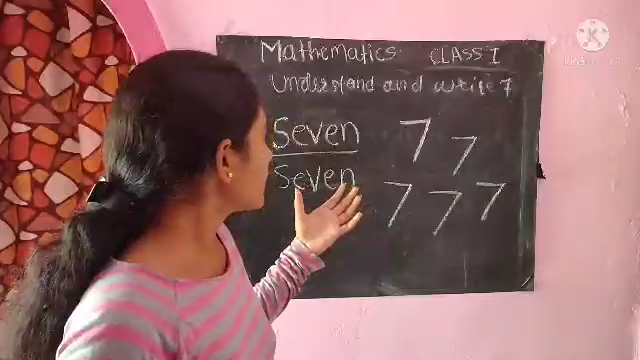 Mathematics CLASS I
Understand and write 7
Seven 7 7
Seven 7 7 7